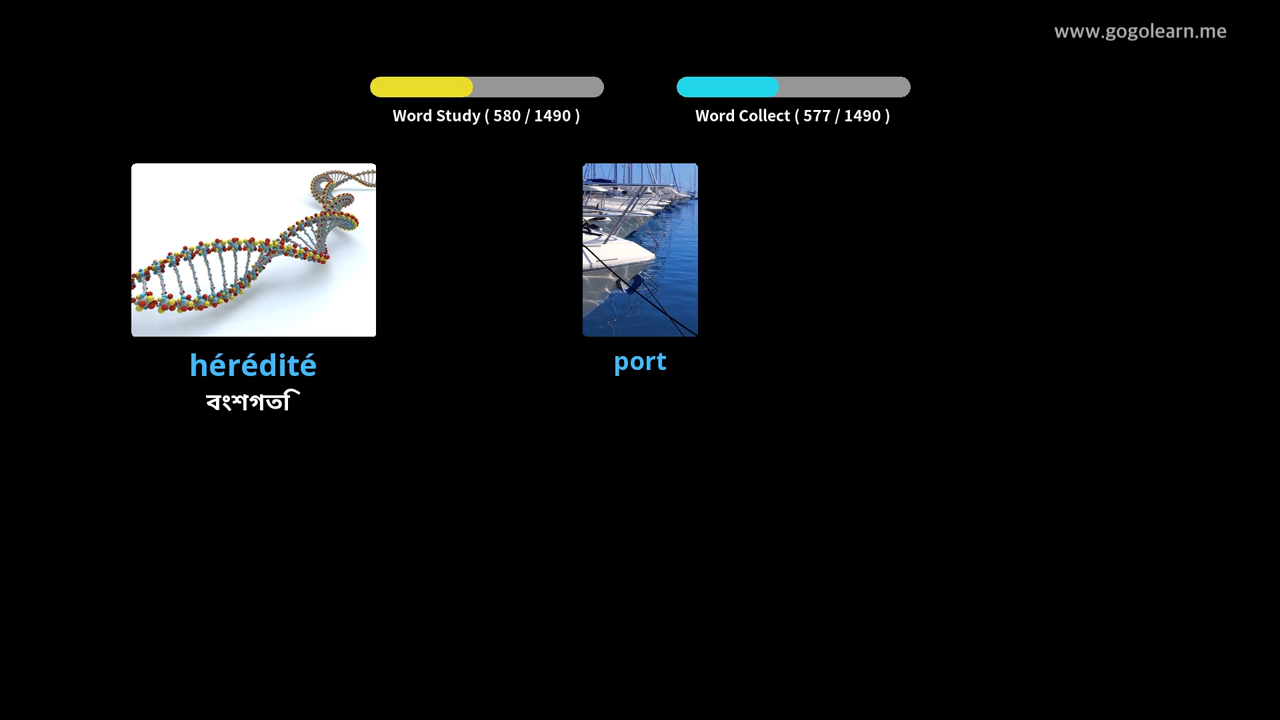 www.gogolearn.me
Word Study ( 580 / 1490 )
Word Collect ( 577 / 1490 )
hérédité
বংশগতি
port